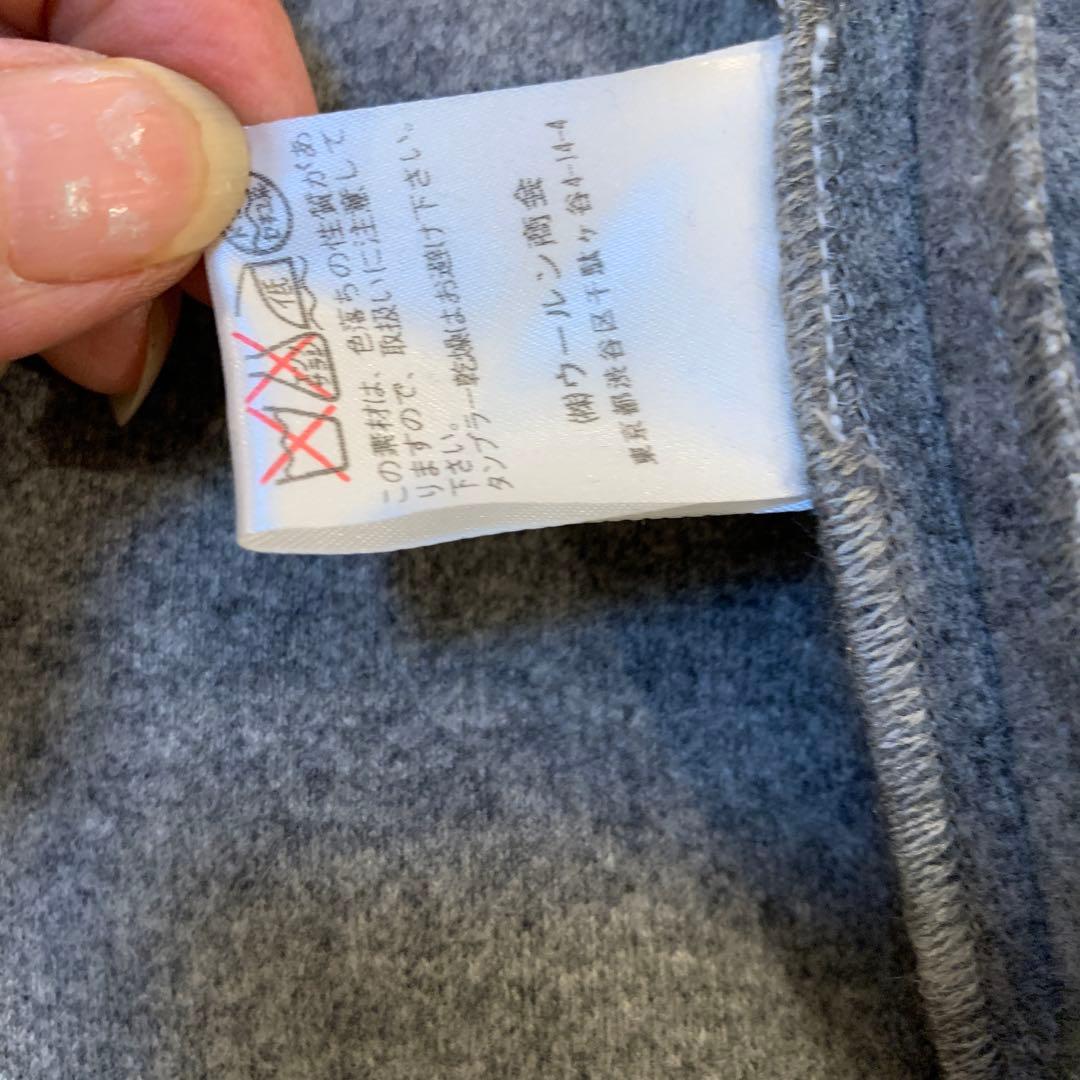 低
この素材は、色落ちの性質があ
りますので、取扱いに注意して
下さい。
タンブラー乾燥はお避け下さい。
㈱ウールン商会
東京都渋谷区千駄ヶ谷4-14-4